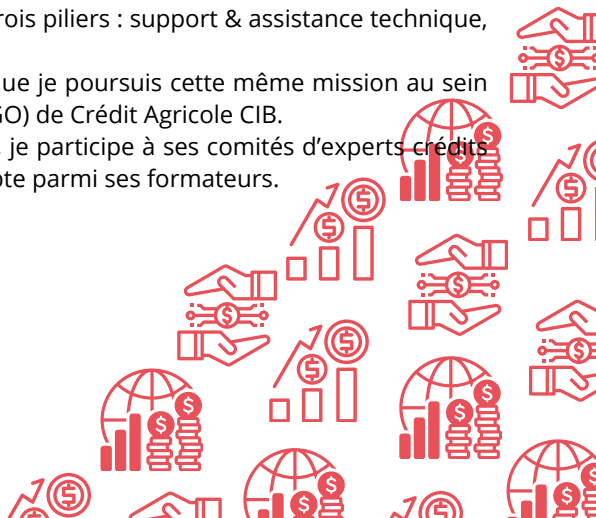 rois piliers : support & assistance technique,
ue je poursuis cette même mission au sein
GO) de Crédit Agricole CIB.
, je participe à ses comités d’experts crédits
pte parmi ses formateurs.